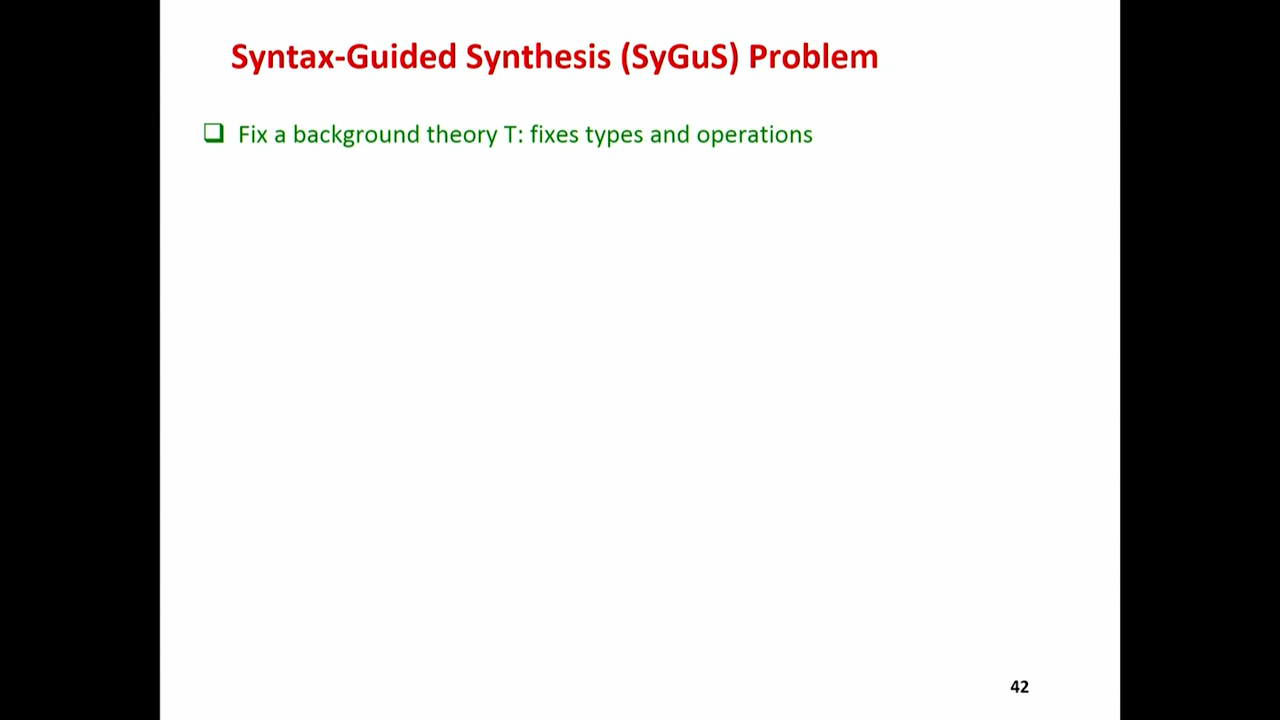 Syntax-Guided Synthesis (SyGuS) Problem
Fix a background theory T: fixes types and operations
42